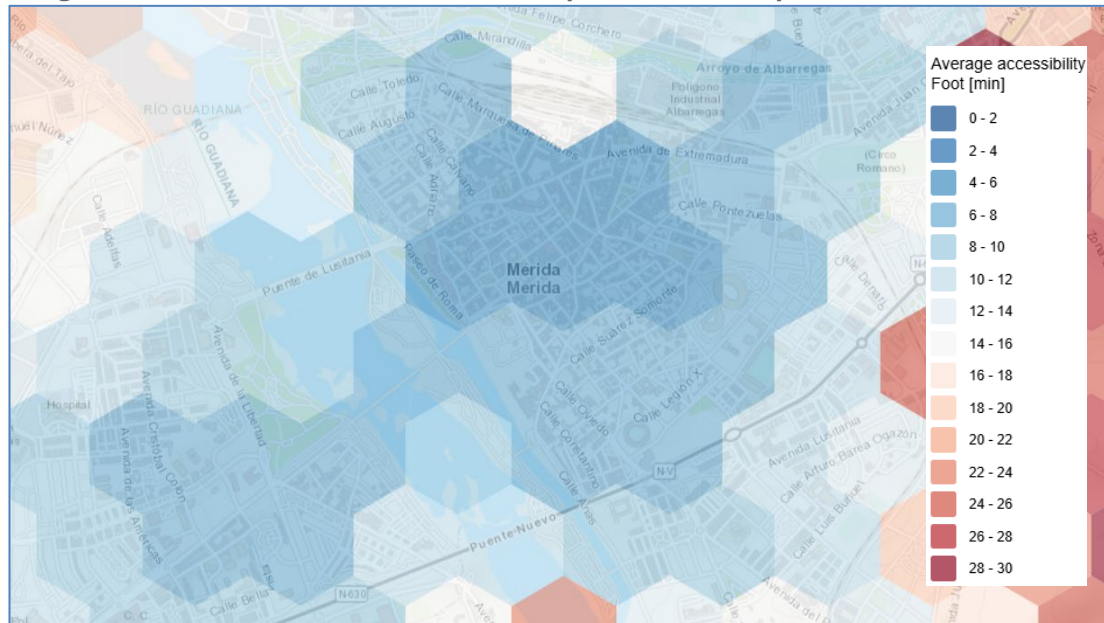 Calle Mirandilla
Calle Toledo
Arroyo de Albarregas
Poligono
Industrial
Albarregas
RÍO GUADIANA
RÍO GUADIANA
Calle Augusto
Calle Calvario
Calle Adriano
Calle Marquesa de Pinares
Avenida de Extremadura
(Circo
Romano)
Calle Adelfas
Calle Pontezuelas
Puente de Lusitania
Paseo de Roma
Merida
Merida
Calle Suárez Somonte
Avenida de la Libertad
Hospital
Avenida Cristóbal Colón
Avenida de las Américas
Calle Oviedo
Calle Legión X
Calle Constantino
Calle Anas
Avenida Lusitania
Calle Arturo Barea Ogazón
Calle Luis Buñuel
N-V
Puente Nuevo
N-630
Calle Bella
C. C.
Average accessibility
Foot [min]
0 - 2
2 - 4
4 - 6
6 - 8
8 - 10
10 - 12
12 - 14
14 - 16
16 - 18
18 - 20
20 - 22
22 - 24
24 - 26
26 - 28
28 - 30